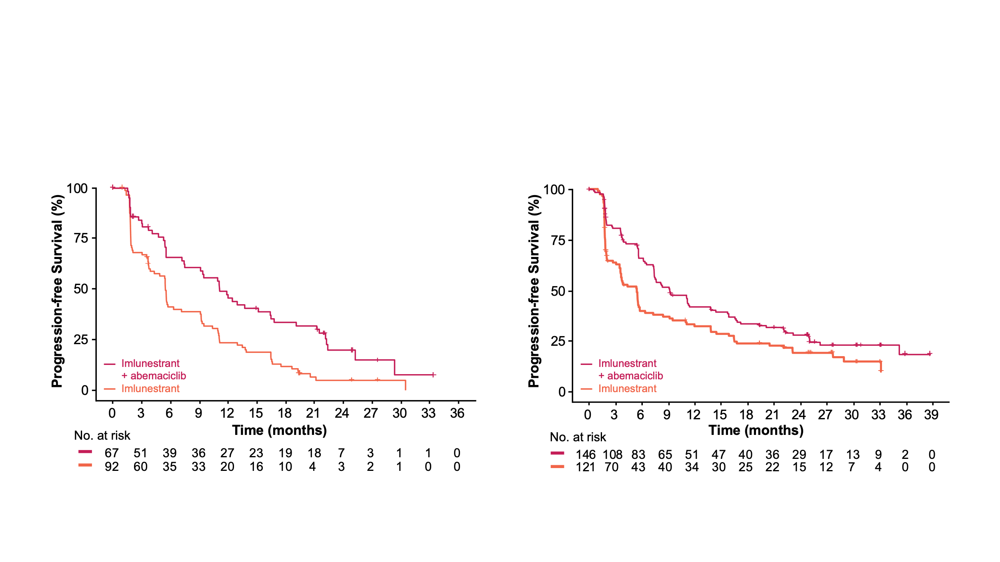 Progression-free Survival (%)
100
75
50
25
0
Imlunestrant
+ abemaciclib
Imlunestrant
0 3 6 9 12 15 18 21 24 27 30 33 36
Time (months)
No. at risk
67 51 39 36 27 23 19 18 7 3 1 1 0
92 60 35 33 20 16 10 4 3 2 1 0 0
Progression-free Survival (%)
100
75
50
25
0
Imlunestrant
+ abemaciclib
Imlunestrant
0 3 6 9 12 15 18 21 24 27 30 33 36 39
Time (months)
No. at risk
146 108 83 65 51 47 40 36 29 17 13 9 2 0
121 70 43 40 34 30 25 22 15 12 7 4 0 0